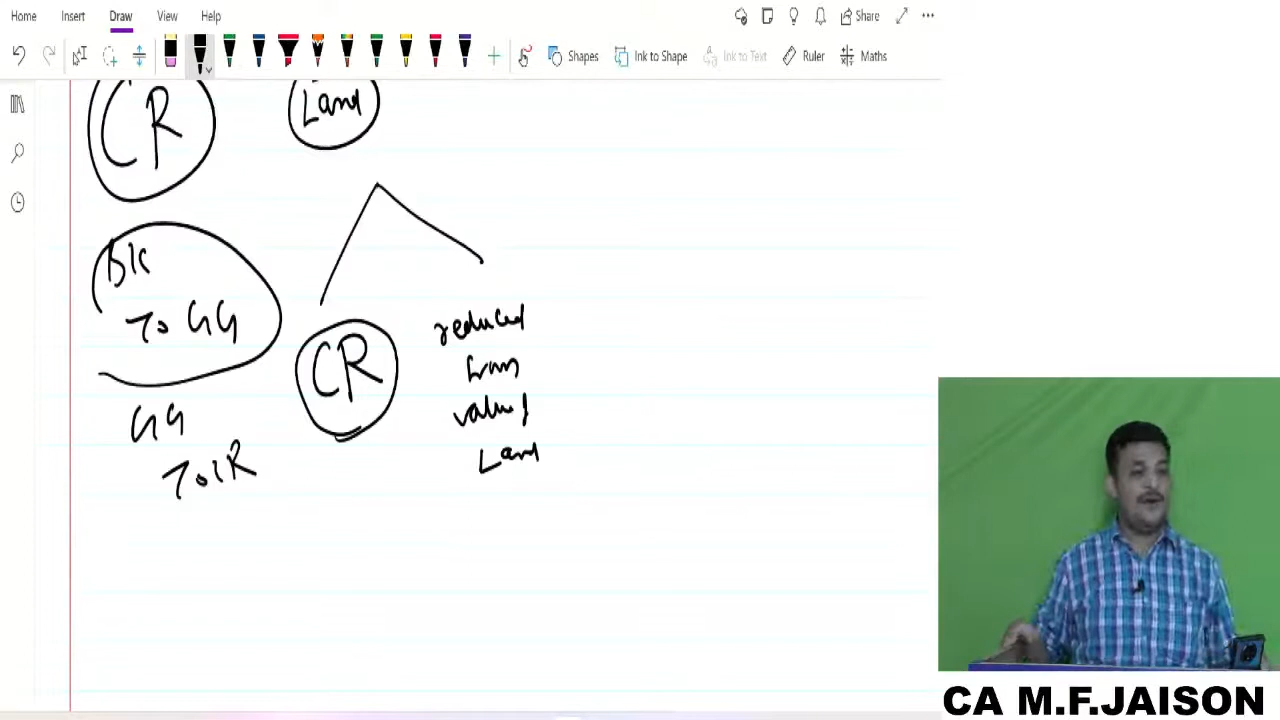 Home Insert Draw View Help
Share
Shapes Ink to Shape Ink to Text Ruler Maths
CR
Land
BK
To GG
GG
To CR
CR
reduced
from
value of
Land
CA M.F.JAISON